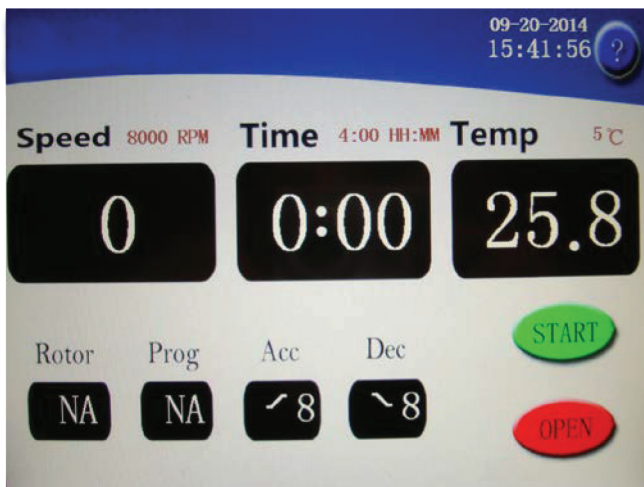 09-20-2014
15:41:56 ?
Speed 8000 RPM Time 4:00 HH:MM Temp 5℃
0 0:00 25.8
START
Rotor Prog Acc Dec
NA NA 8 8
OPEN